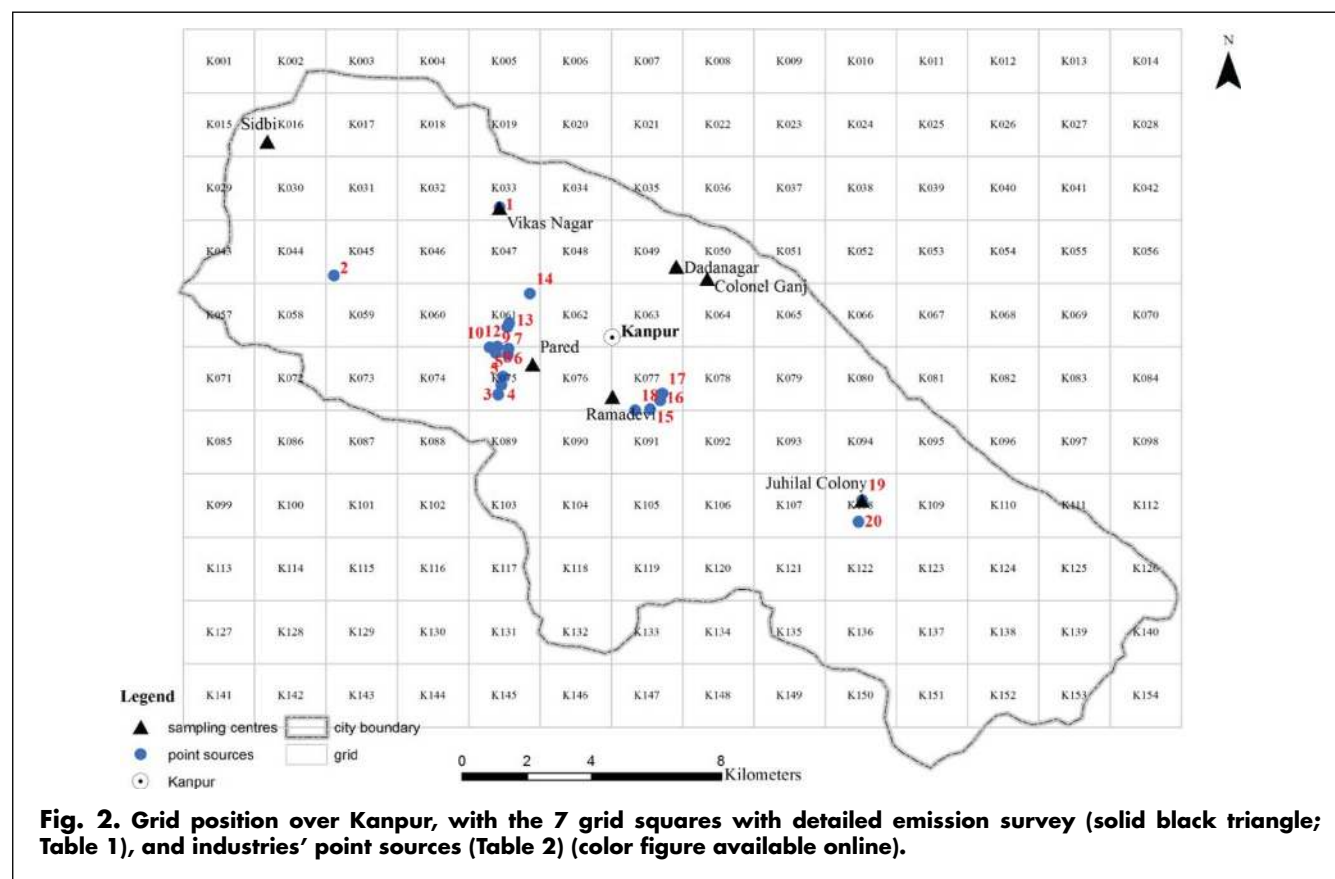 N
K001 K002 K003 K004 K005 K006 K007 K008 K009 K010 K011 K012 K013 K014
K015 Sidbi K016 K017 K018 K019 K020 K021 K022 K023 K024 K025 K026 K027 K028
K029 K030 K031 K032 K033 K034 K035 K036 K037 K038 K039 K040 K041 K042
1
Vikas Nagar
K043 K044 K045 K046 K047 K048 K049 K050 K051 K052 K053 K054 K055 K056
2 Dadanagar
14 Colonel Ganj
K057 K058 K059 K060 K061 K062 K063 K064 K065 K066 K067 K068 K069 K070
13
10 12 9 7 Kanpur
Pared
5 8 6
K071 K072 K073 K074 K075 K076 K077 K078 K079 K080 K081 K082 K083 K084
3 4 17
18 16
Ramadevi 15
K085 K086 K087 K088 K089 K090 K091 K092 K093 K094 K095 K096 K097 K098
Juhilal Colony 19
K099 K100 K101 K102 K103 K104 K105 K106 K107 K108 K109 K110 K111 K112
20
K113 K114 K115 K116 K117 K118 K119 K120 K121 K122 K123 K124 K125 K126
K127 K128 K129 K130 K131 K132 K133 K134 K135 K136 K137 K138 K139 K140
K141 K142 K143 K144 K145 K146 K147 K148 K149 K150 K151 K152 K153 K154
Legend
sampling centres city boundary
point sources grid
Kanpur
0 2 4 8
Kilometers
Fig. 2. Grid position over Kanpur, with the 7 grid squares with detailed emission survey (solid black triangle;
Table 1), and industries’ point sources (Table 2) (color figure available online).